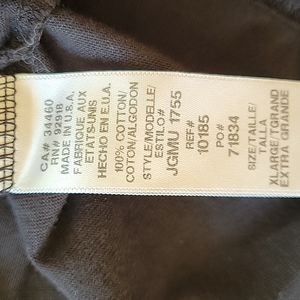 CA# 34460
RN# 92918
MADE IN U.S.A.
FABRIQUE AUX
ETATS-UNIS
HECHO EN E.U.A.
100% COTTON/
COTON/ALGODON
STYLE/MODELLE/
ESTILO#
JGMU 1755
REF#
10185
PO#
71834
SIZE/TAILLE/
TALLA
XLARGE/TGRAND
EXTRA GRANDE